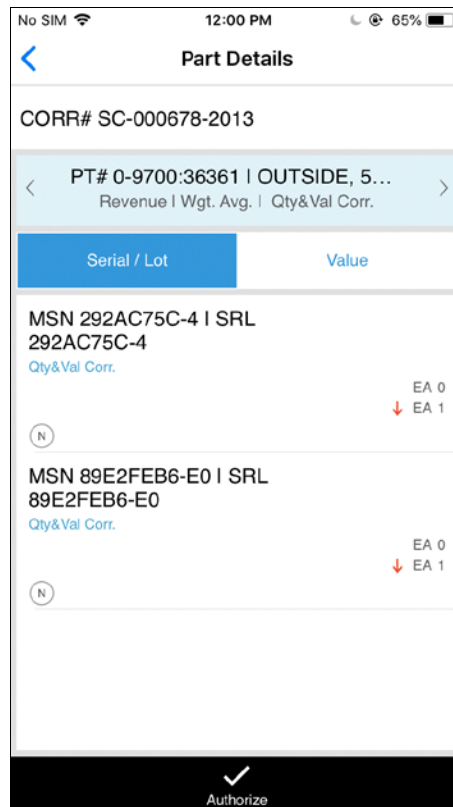 No SIM 12:00 PM 65%
Part Details
CORR# SC-000678-2013
PT# 0-9700:36361 | OUTSIDE, 5...
Revenue | Wgt. Avg. | Qty&Val Corr.
Serial / Lot Value
MSN 292AC75C-4 | SRL
292AC75C-4
Qty&Val Corr.
EA 0
↓ EA 1
N
MSN 89E2FEB6-E0 | SRL
89E2FEB6-E0
Qty&Val Corr.
EA 0
↓ EA 1
N
Authorize